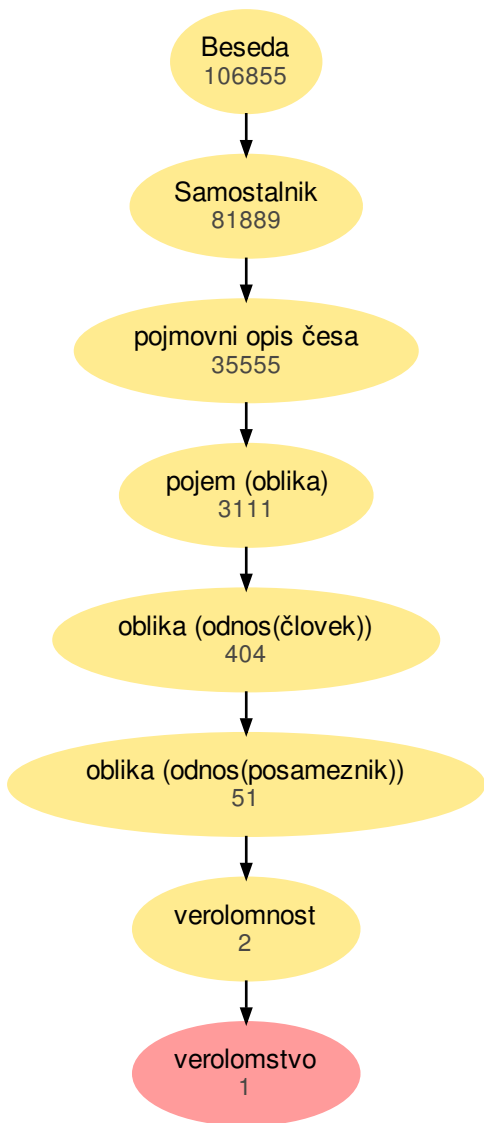 Beseda
106855
Samostalnik
81889
pojmovni opis česa
35555
pojem (oblika)
3111
oblika (odnos(človek))
404
oblika (odnos(posameznik))
51
verolomnost
2
verolomstvo
1